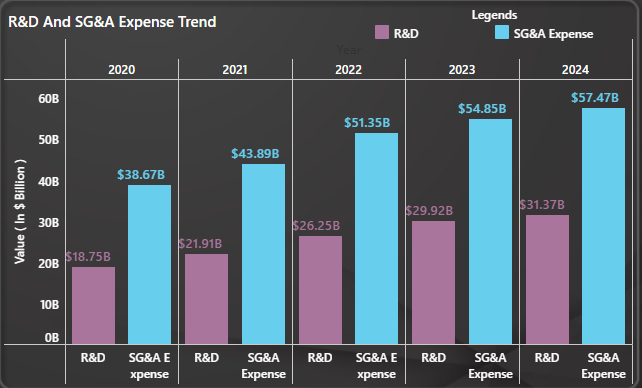 R&D And SG&A Expense Trend
Legends
R&D
SG&A Expense
Year
2020
2021
2022
2023
2024
Value ( In $ Billion )
60B
50B
40B
30B
20B
10B
0B
$18.75B
$38.67B
$21.91B
$43.89B
$26.25B
$51.35B
$29.92B
$54.85B
$31.37B
$57.47B
R&D
SG&A E
xpense
R&D
SG&A
Expense
R&D
SG&A E
xpense
R&D
SG&A
Expense
R&D
SG&A
Expense